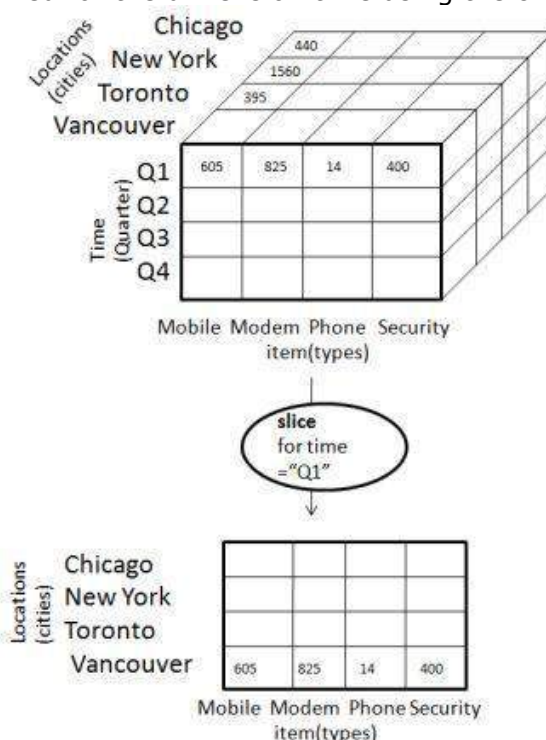 Chicago
New York
Toronto
Vancouver
Locations
(cities)
440
1560
395
Q1 605 825 14 400
Q2
Q3
Q4
Time
(Quarter)
Mobile Modem Phone Security
item(types)
slice
for time
="Q1"
Locations
(cities)
Chicago
New York
Toronto
Vancouver 605 825 14 400
Mobile Modem Phone Security
item(types)